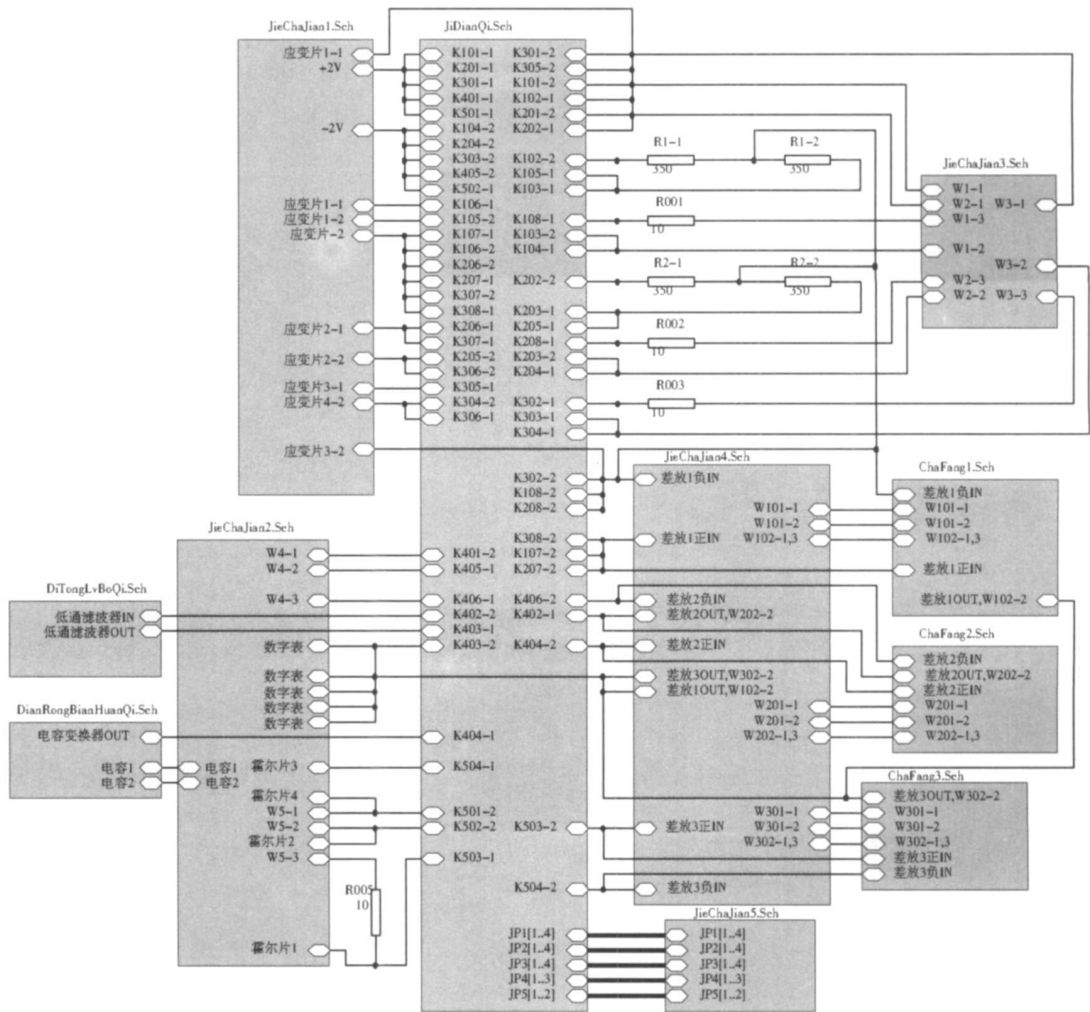 JieChaJian1.Sch
应变片1-1
+2V
-2V
应变片1-1
应变片1-2
应变片-2
应变片2-1
应变片2-2
应变片3-1
应变片4-2
应变片3-2
JiDianQi.Sch
K101-1 K301-2
K201-1 K305-2
K301-1 K101-2
K401-1 K102-1
K501-1 K201-2
K104-2 K202-1
K204-2
K303-2 K102-2
K405-2 K105-1
K502-1 K103-1
K106-1
K105-2 K108-1
K107-1 K103-2
K106-2 K104-1
K206-2
K207-1 K202-2
K307-2
K308-1 K203-1
K206-1 K205-1
K307-1 K208-1
K205-2 K203-2
K306-2 K204-1
K305-1
K304-2 K302-1
K306-1 K303-1
K304-1
K302-2
K108-2
K208-2
K308-2
K401-2 K107-2
K405-1 K207-2
K406-1 K406-2
K402-2 K402-1
K403-1
K403-2 K404-2
K404-1
K504-1
K501-2
K502-2 K503-2
K503-1
K504-2
JP1[1..4]
JP2[1..4]
JP3[1..4]
JP4[1..3]
JP5[1..2]
R1-1
350
R1-2
350
R001
10
R2-1
350
R2-2
350
R002
10
R003
10
JieChaJian3.Sch
W1-1
W2-1 W3-1
W1-3
W1-2
W3-2
W2-3
W2-2 W3-3
JieChaJian4.Sch
差放1负IN
W101-1
W101-2
差放1正IN W102-1,3
差放2负IN
差放2OUT,W202-2
差放2正IN
差放3OUT,W302-2
差放1OUT,W102-2
W201-1
W201-2
W202-1,3
W301-1
差放3正IN W301-2
W302-1,3
差放3负IN
ChaFang1.Sch
差放1负IN
W101-1
W101-2
W102-1,3
差放1正IN
差放1OUT,W102-2
ChaFang2.Sch
差放2负IN
差放2OUT,W202-2
差放2正IN
W201-1
W201-2
W202-1,3
ChaFang3.Sch
差放3OUT,W302-2
W301-1
W301-2
W302-1,3
差放3正IN
差放3负IN
JieChaJian2.Sch
W4-1
W4-2
W4-3
数字表
数字表
数字表
数字表
数字表
霍尔片3
电容1
电容2
霍尔片4
W5-1
W5-2
霍尔片2
W5-3
霍尔片1
R005
10
DiTongLvBoQi.Sch
低通滤波器IN
低通滤波器OUT
DianRongBianHuanQi.Sch
电容变换器OUT
电容1
电容2
JieChaJian5.Sch
JP1[1..4]
JP2[1..4]
JP3[1..4]
JP4[1..3]
JP5[1..2]